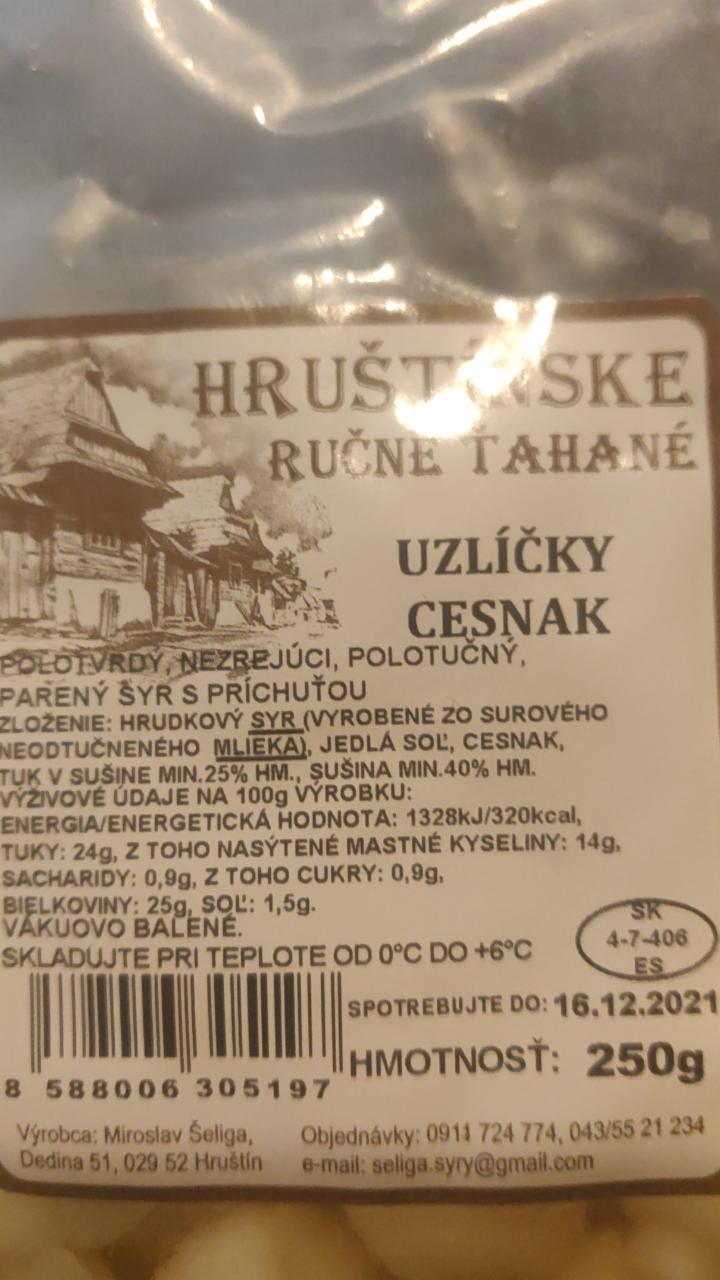 HRUŠTÍNSKE
RUČNE ŤAHANÉ
UZLÍČKY
CESNAK
POLOTVRDÝ, NEZREJÚCI, POLOTUČNÝ,
PARENÝ SYR S PRÍCHUŤOU
ZLOŽENIE: HRUDKOVÝ SYR (VYROBENÉ ZO SUROVÉHO
NEODTUČNENÉHO MLIEKA), JEDLÁ SOĽ, CESNAK,
TUK V SUŠINE MIN.25% HM., SUŠINA MIN.40% HM.
VÝŽIVOVÉ ÚDAJE NA 100g VÝROBKU:
ENERGIA/ENERGETICKÁ HODNOTA: 1328kJ/320kcal,
TUKY: 24g, Z TOHO NASÝTENÉ MASTNÉ KYSELINY: 14g,
SACHARIDY: 0,9g, Z TOHO CUKRY: 0,9g,
BIELKOVINY: 25g, SOĽ: 1,5g.
VÁKUOVO BALENÉ.
SKLADUJTE PRI TEPLOTE OD 0°C DO +6°C
SK
4-7-406
ES
SPOTREBUJTE DO: 16.12.2021
HMOTNOSŤ: 250g
8 588006 305197
Výrobca: Miroslav Šeliga,
Dedina 51, 029 52 Hruštín
Objednávky: 0911 724 774, 043/55 21 234
e-mail: seliga.syry@gmail.com